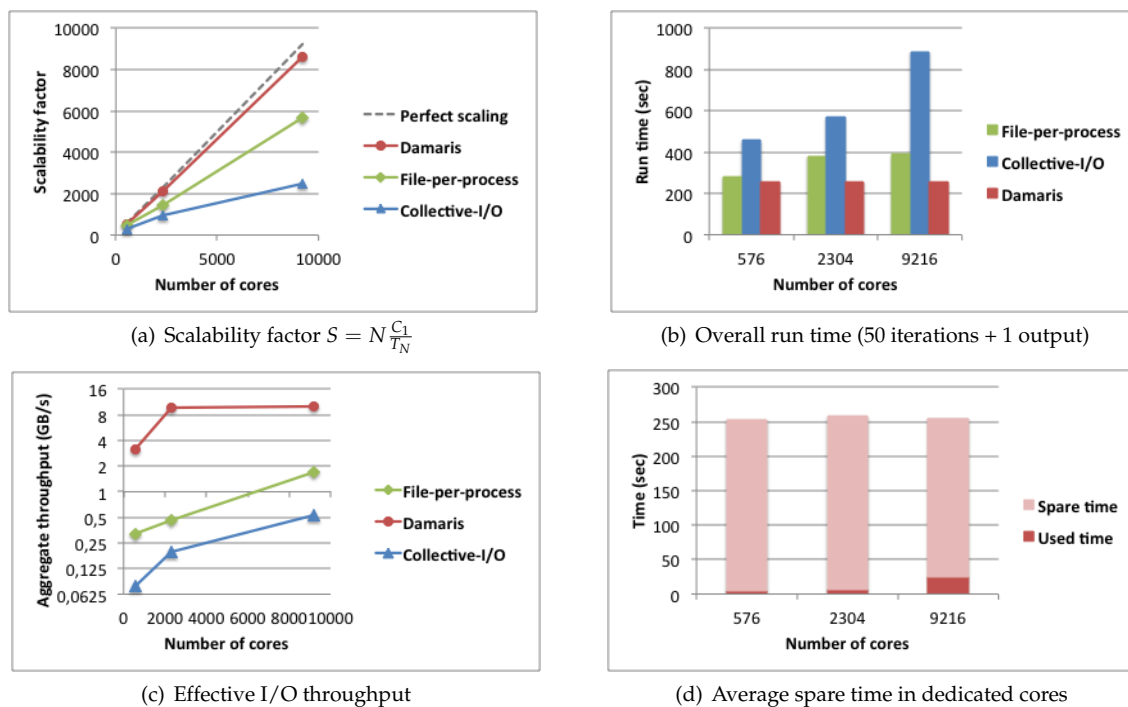 10000
8000
6000
4000
2000
0
0
5000
10000
Scalability factor
Number of cores
Perfect scaling
Damaris
File-per-process
Collective-I/O
(a) Scalability factor S = N C_1/T_N
1000
800
600
400
200
0
576
2304
9216
Run time (sec)
Number of cores
File-per-process
Collective-I/O
Damaris
(b) Overall run time (50 iterations + 1 output)
16
8
4
2
1
0,5
0,25
0,125
0,0625
0
2000
4000
6000
8000
10000
Aggregate throughput (GB/s)
Number of cores
File-per-process
Damaris
Collective-I/O
(c) Effective I/O throughput
300
250
200
150
100
50
0
576
2304
9216
Time (sec)
Number of cores
Spare time
Used time
(d) Average spare time in dedicated cores